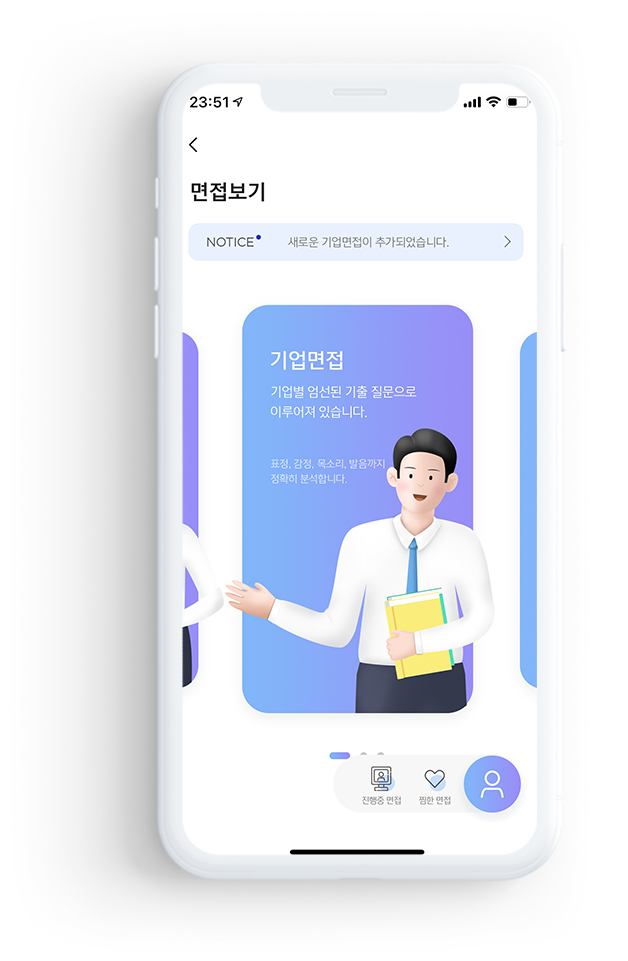 23:51
면접보기
NOTICE 새로운 기업면접이 추가되었습니다.
기업면접
기업별 엄선된 기출 질문으로
이루어져 있습니다.
표정, 감정, 목소리, 발음까지
정확히 분석합니다.
진행중 면접 찜한 면접